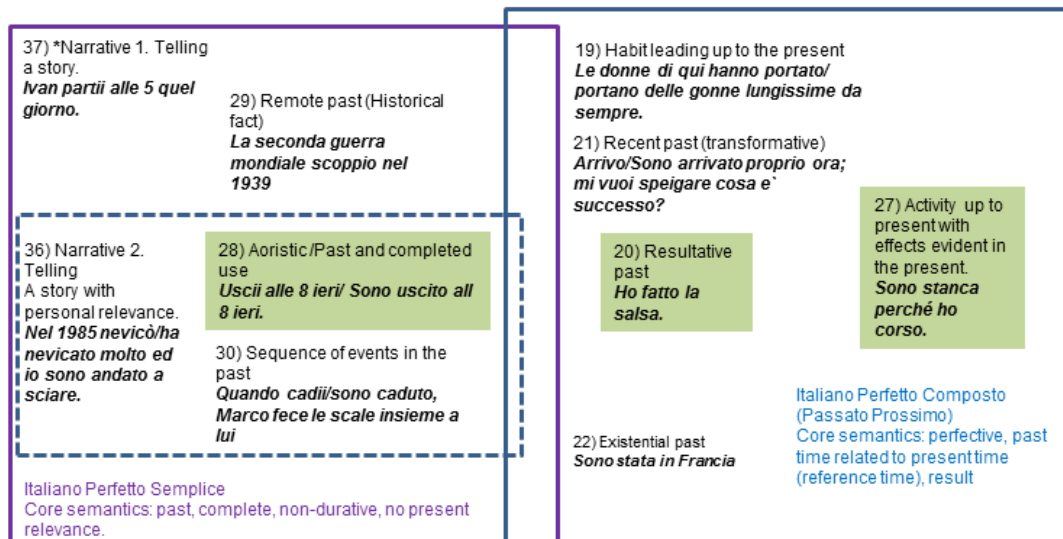 37) *Narrative 1. Telling
a story.
Ivan partii alle 5 quel
giorno.
29) Remote past (Historical
fact)
La seconda guerra
mondiale scoppio nel
1939
36) Narrative 2.
Telling
A story with
personal relevance.
Nel 1985 nevicò/ha
nevicato molto ed
io sono andato a
sciare.
28) Aoristic /Past and completed
use
Uscii alle 8 ieri/ Sono uscito all
8 ieri.
30) Sequence of events in the
past
Quando cadii/sono caduto,
Marco fece le scale insieme a
lui
Italiano Perfetto Semplice
Core semantics: past, complete, non-durative, no present
relevance.
19) Habit leading up to the present
Le donne di qui hanno portato/
portano delle gonne lungissime da
sempre.
21) Recent past (transformative)
Arrivo/Sono arrivato proprio ora;
mi vuoi speigare cosa e`
successo?
20) Resultative
past
Ho fatto la
salsa.
27) Activity up to
present with
effects evident in
the present.
Sono stanca
perché ho
corso.
22) Existential past
Sono stata in Francia
Italiano Perfetto Composto
(Passato Prossimo)
Core semantics: perfective, past
time related to present time
(reference time), result